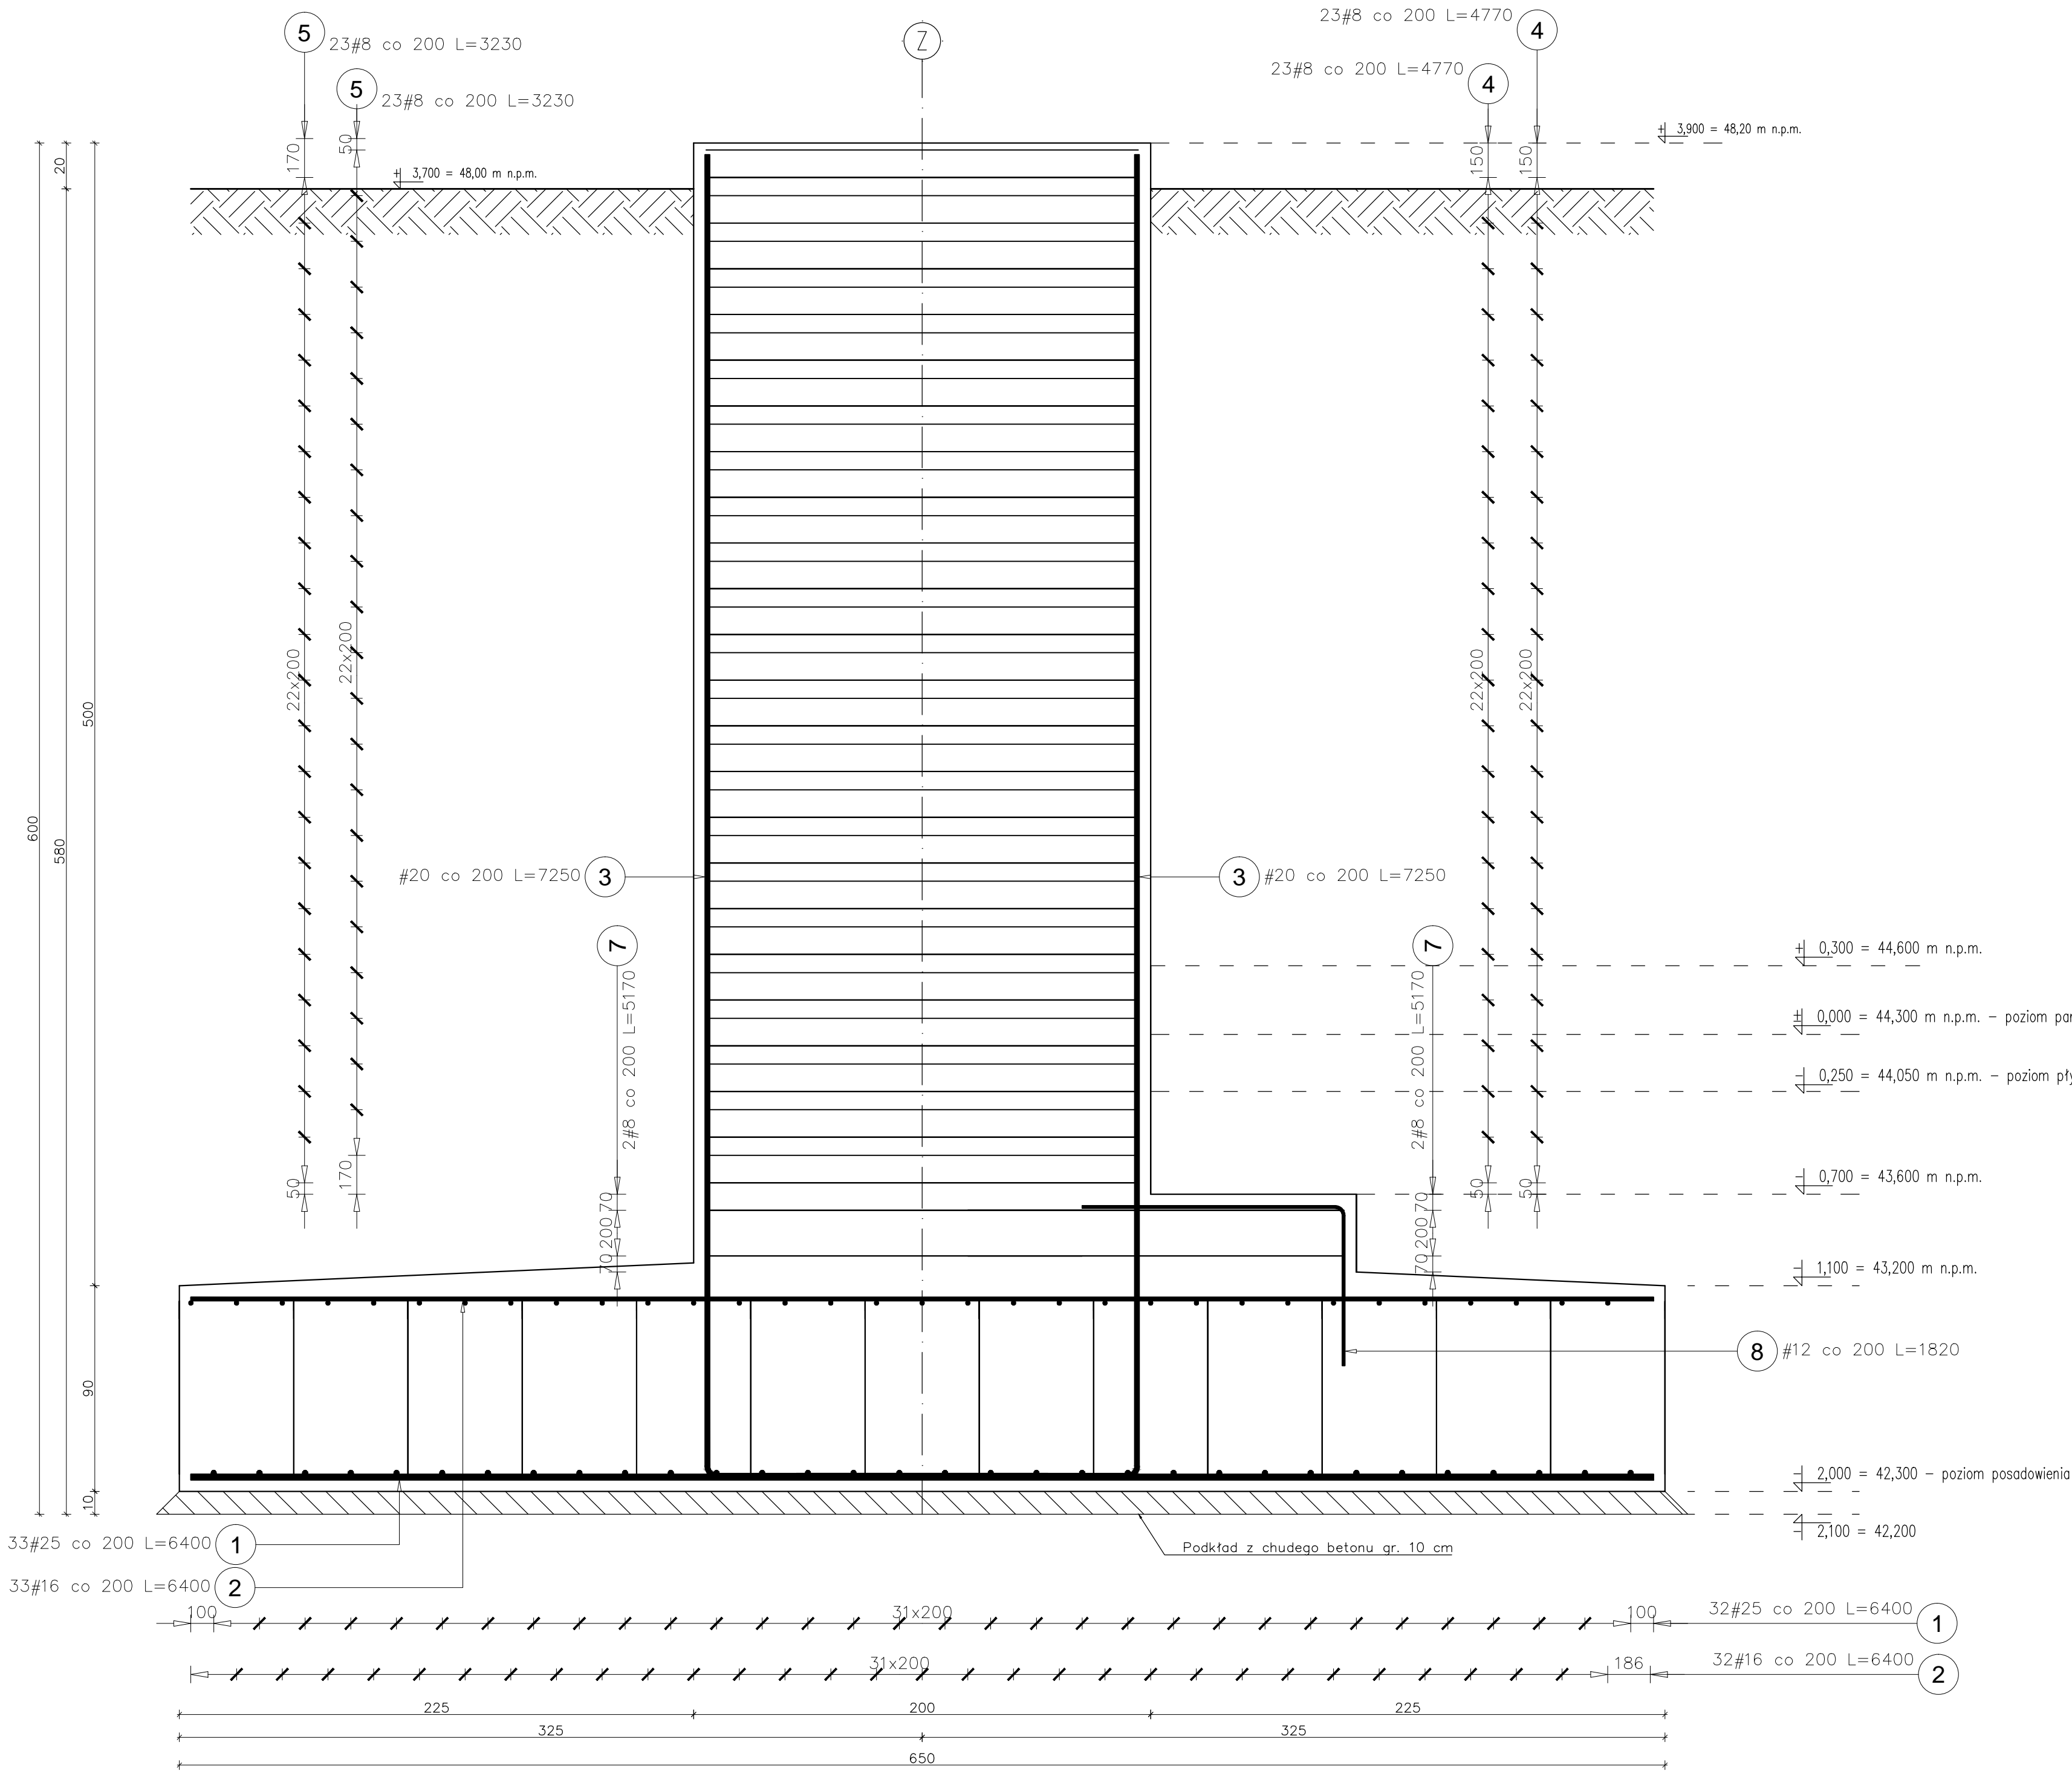 5 23#8 co 200 L=3230
5 23#8 co 200 L=3230
Z
23#8 co 200 L=4770 4
23#8 co 200 L=4770 4
170
50
150
150
20
+ 3,700 = 48,00 m n.p.m.
+ 3,900 = 48,20 m n.p.m.
22x200
22x200
22x200
22x200
500
600
580
#20 co 200 L=7250 3
3 #20 co 200 L=7250
7
2#8 co 200 L=5170
7
2#8 co 200 L=5170
+ 0,300 = 44,600 m n.p.m.
± 0,000 = 44,300 m n.p.m. – poziom
- 0,250 = 44,050 m n.p.m. – poziom
- 0,700 = 43,600 m n.p.m.
50
170
70 200 70
70 200 70
50
50
- 1,100 = 43,200 m n.p.m.
8 #12 co 200 L=1820
90
10
- 2,000 = 42,300 – poziom posadowienia
- 2,100 = 42,200
33#25 co 200 L=6400 1
Podkład z chudego betonu gr. 10 cm
33#16 co 200 L=6400 2
100 31x200 100 32#25 co 200 L=6400 1
31x200 186 32#16 co 200 L=6400 2
225 200 225
325 325
650